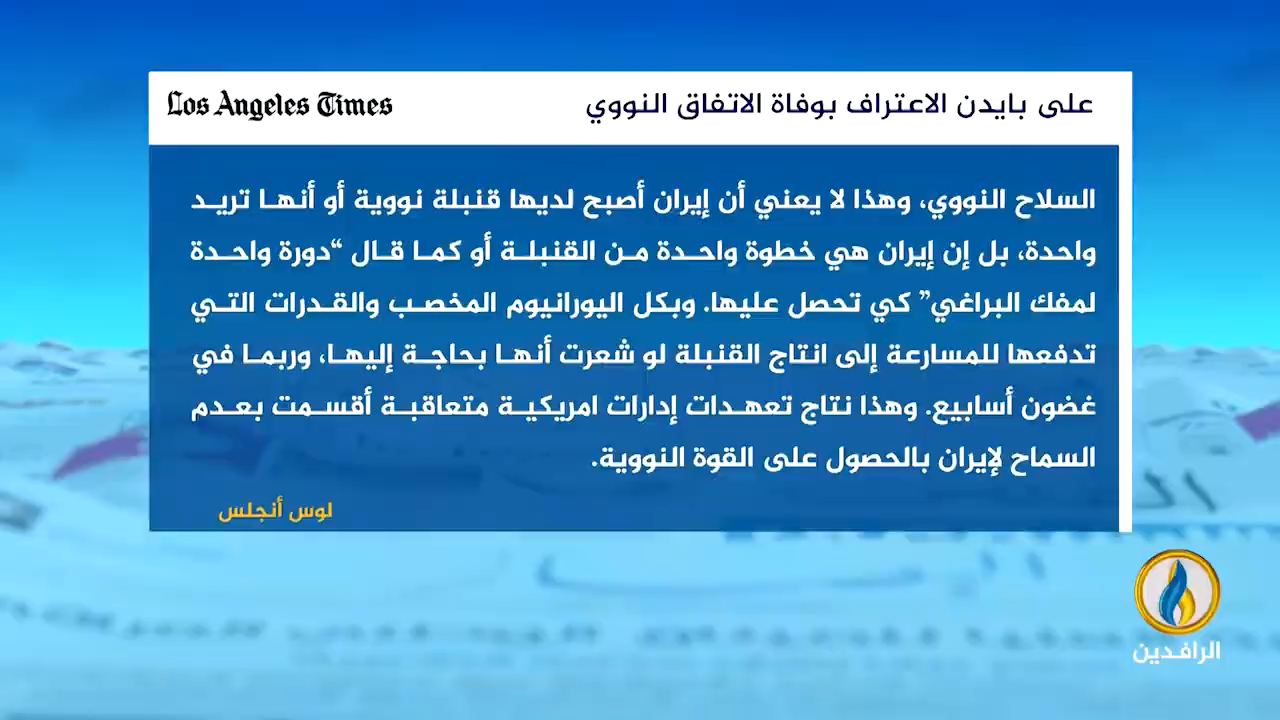 Los Angeles Times
على بايدن الاعتراف بوفاة الاتفاق النووي
السلاح النووي، وهذا لا يعني أن إيران أصبح لديها قنبلة نووية أو أنها تريد
واحدة، بل إن إيران هي خطوة واحدة من القنبلة أو كما قال “دورة واحدة
لمفك البراغي” كي تحصل عليها. وبكل اليورانيوم المخصب والقدرات التي
تدفعها للمسارعة إلى انتاج القنبلة لو شعرت أنها بحاجة إليها، وربما في
غضون أسابيع. وهذا نتاج تعهدات إدارات امريكية متعاقبة أقسمت بعدم
السماح لإيران بالحصول على القوة النووية.
لوس أنجلس
الرافدين